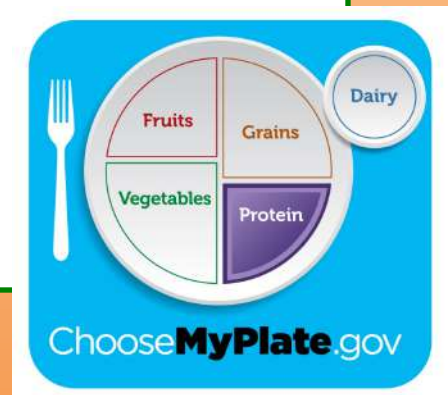 Dairy
Fruits
Grains
Vegetables
Protein
ChooseMyPlate.gov